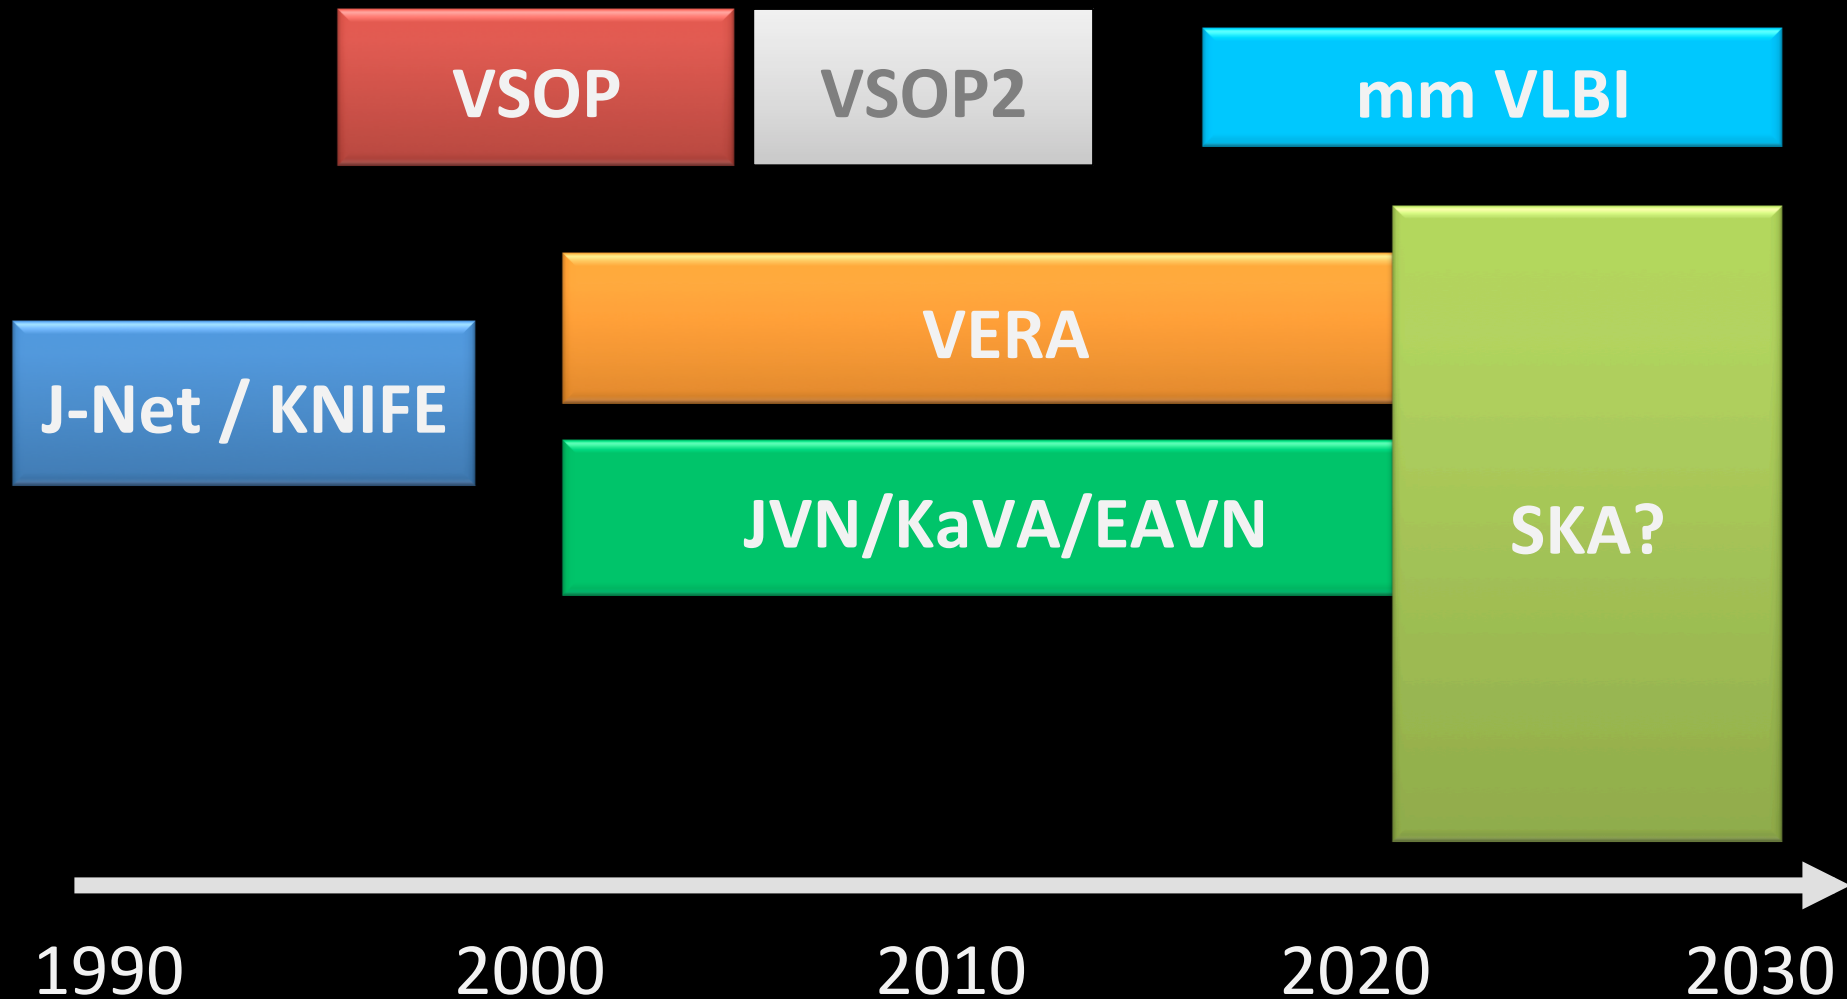 VSOP
VSOP2
mm VLBI
VERA
J-Net / KNIFE
JVN/KaVA/EAVN
SKA?
1990
2000
2010
2020
2030